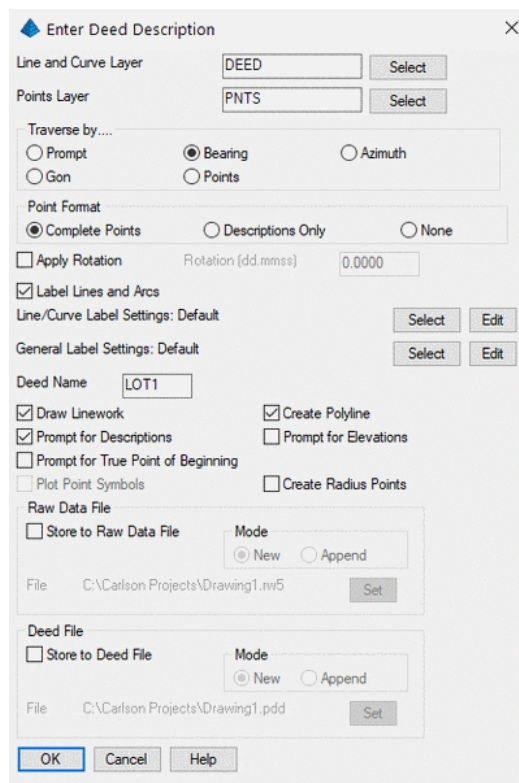 Enter Deed Description
Line and Curve Layer DEED Select
Points Layer PNTS Select
Traverse by....
Prompt Bearing Azimuth
Gon Points
Point Format
Complete Points Descriptions Only None
Apply Rotation Rotation (dd.mmss) 0.0000
Label Lines and Arcs
Line/Curve Label Settings: Default Select Edit
General Label Settings: Default Select Edit
Deed Name LOT1
Draw Linework Create Polyline
Prompt for Descriptions Prompt for Elevations
Prompt for True Point of Beginning
Plot Point Symbols Create Radius Points
Raw Data File
Store to Raw Data File Mode
New Append
File C:\Carlson Projects\Drawing1.rw5 Set
Deed File
Store to Deed File Mode
New Append
File C:\Carlson Projects\Drawing1.pdd Set
OK Cancel Help